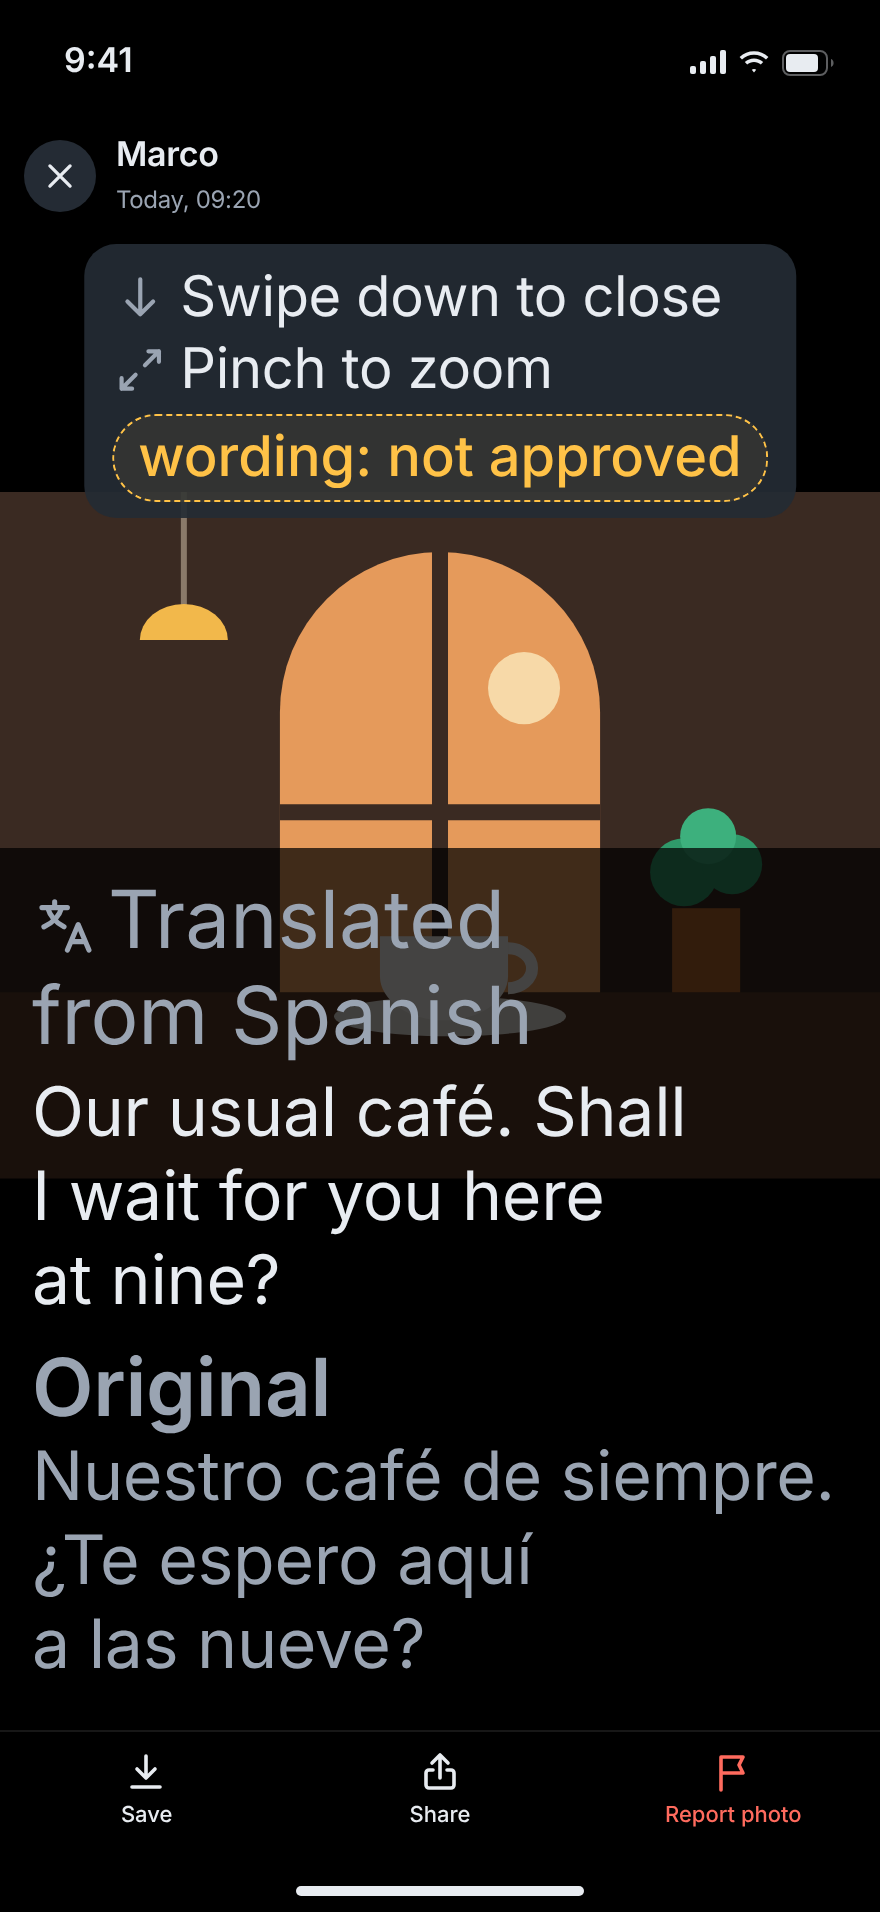 9:41
Marco
Today, 09:20
Swipe down to close
Pinch to zoom
wording: not approved
Translated
from Spanish
Our usual café. Shall
I wait for you here
at nine?
Original
Nuestro café de siempre.
¿Te espero aquí
a las nueve?
Save
Share
Report photo